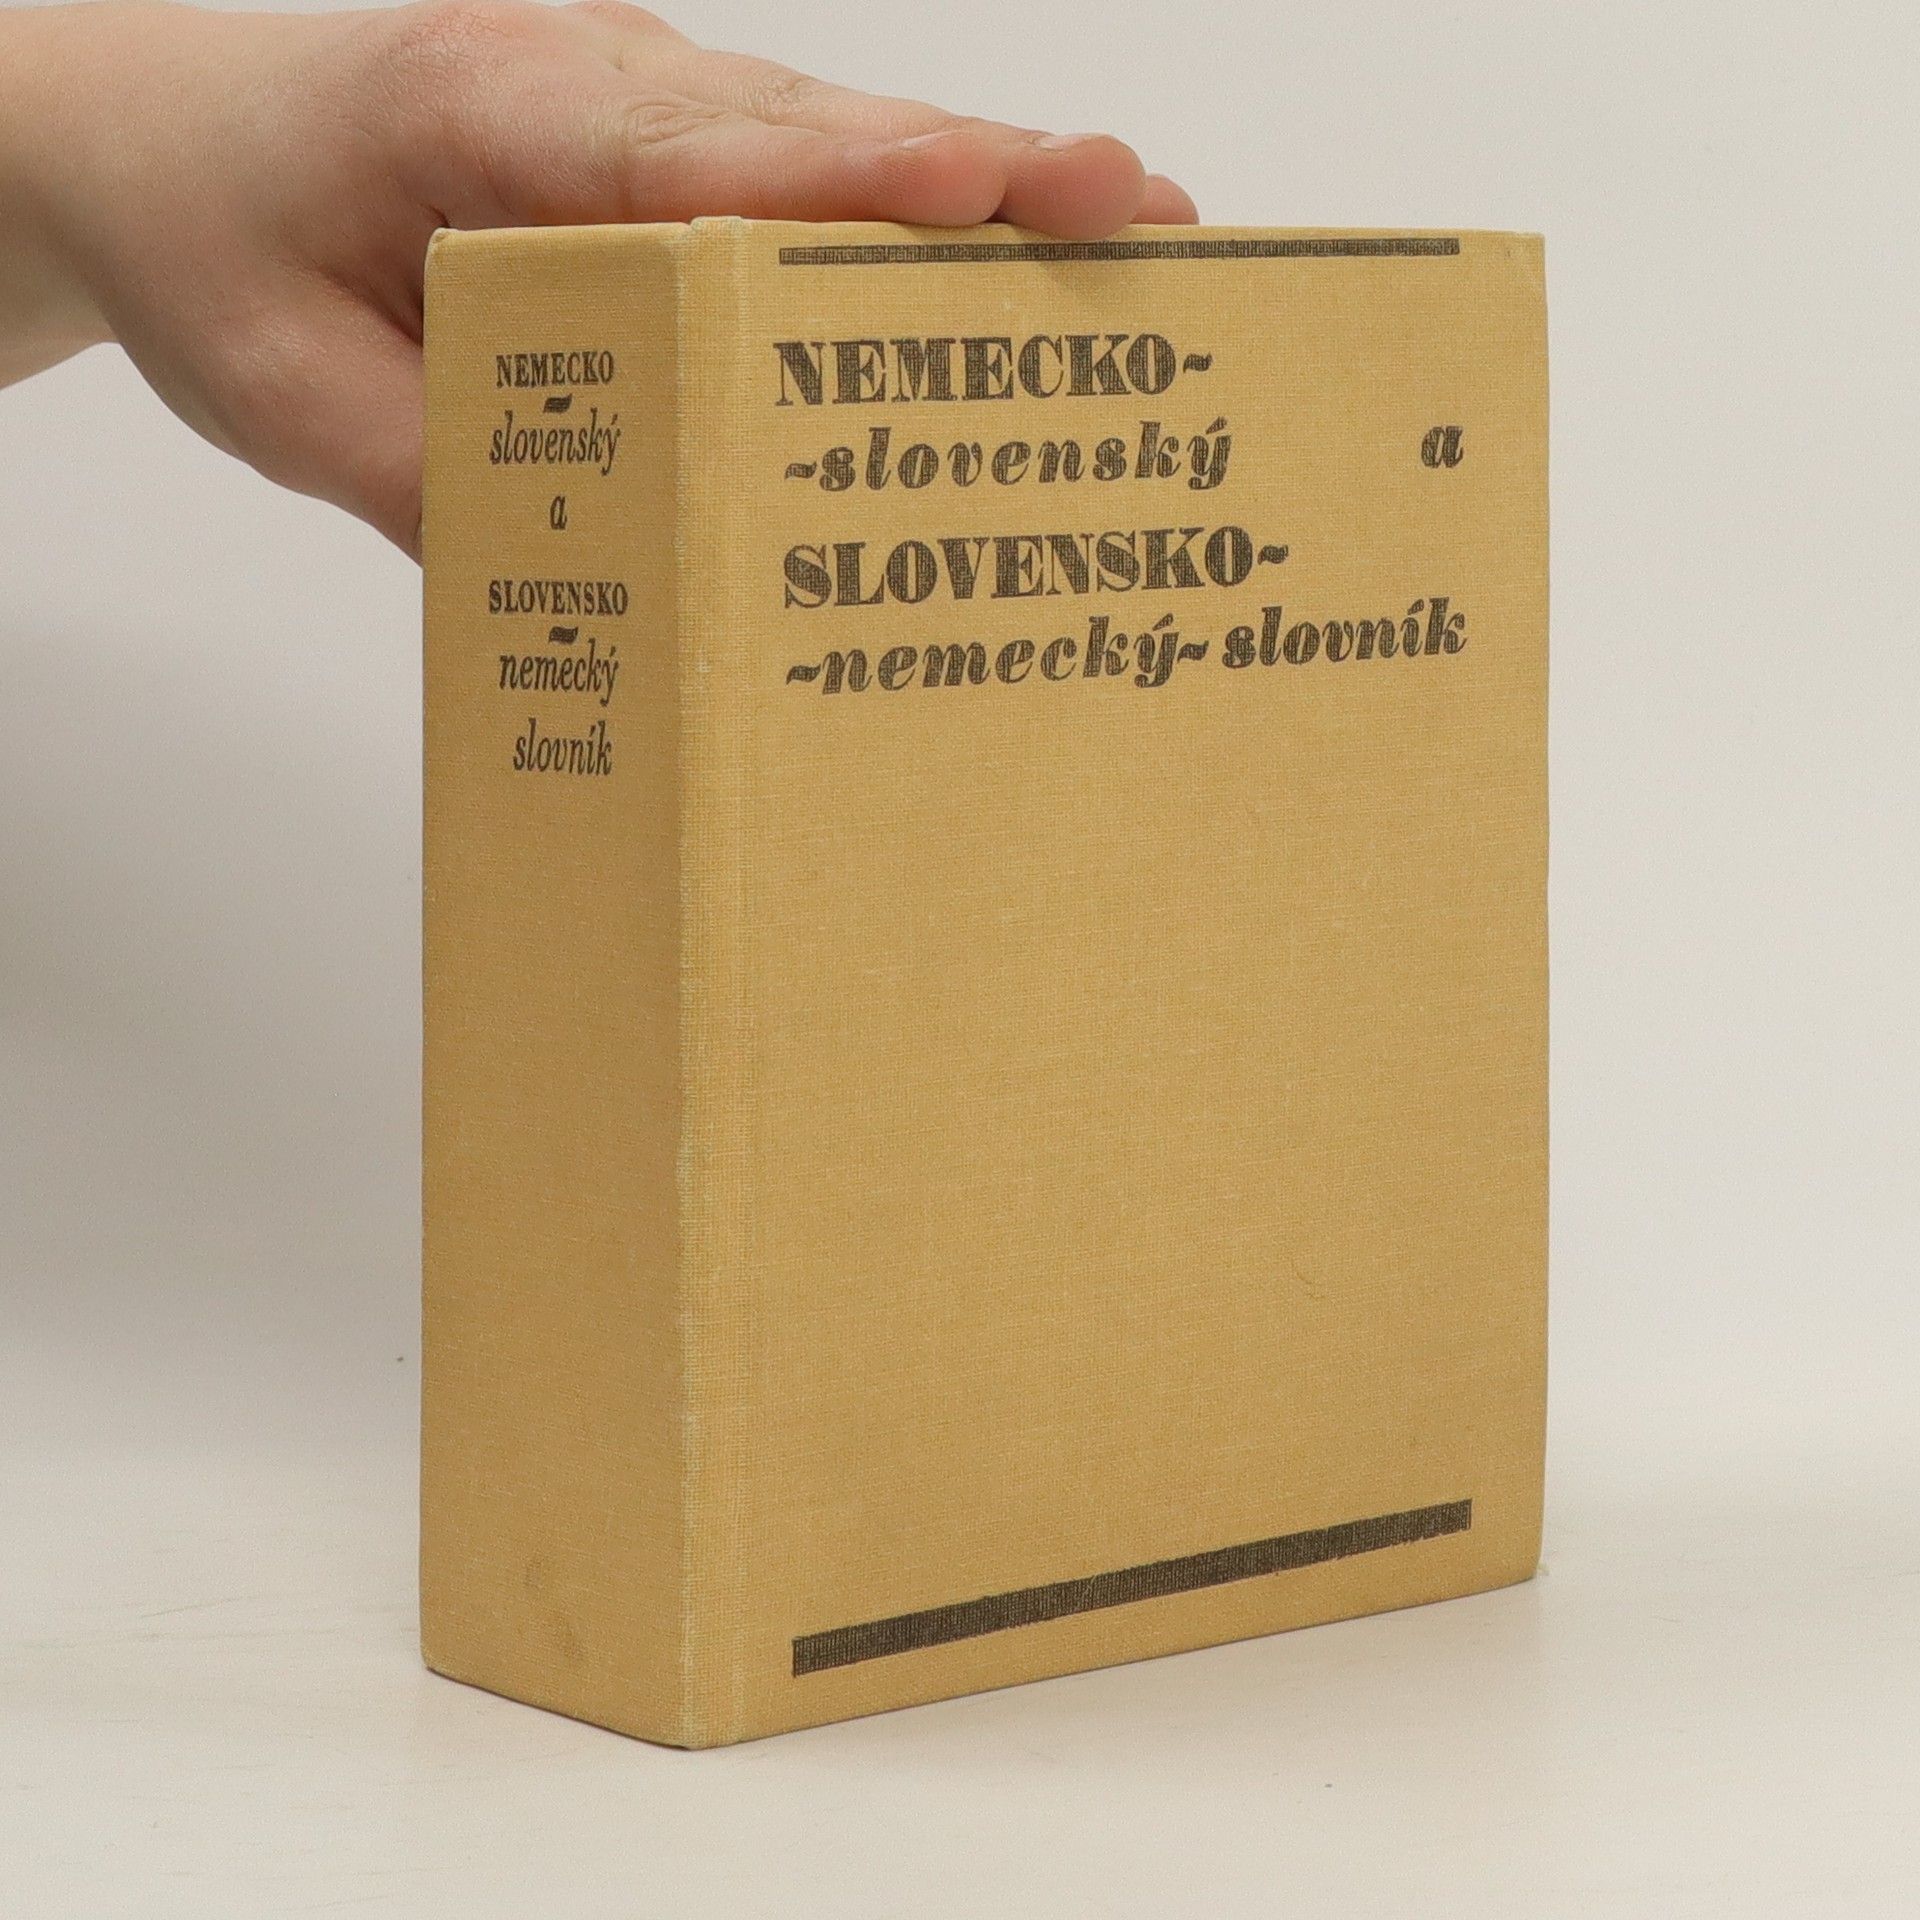 NEMECKO
~
slovenský
a
SLOVENSKO
~
nemecký
slovník
NEMECKO~
~slovenský a
SLOVENSKO~
~nemecký~ slovník